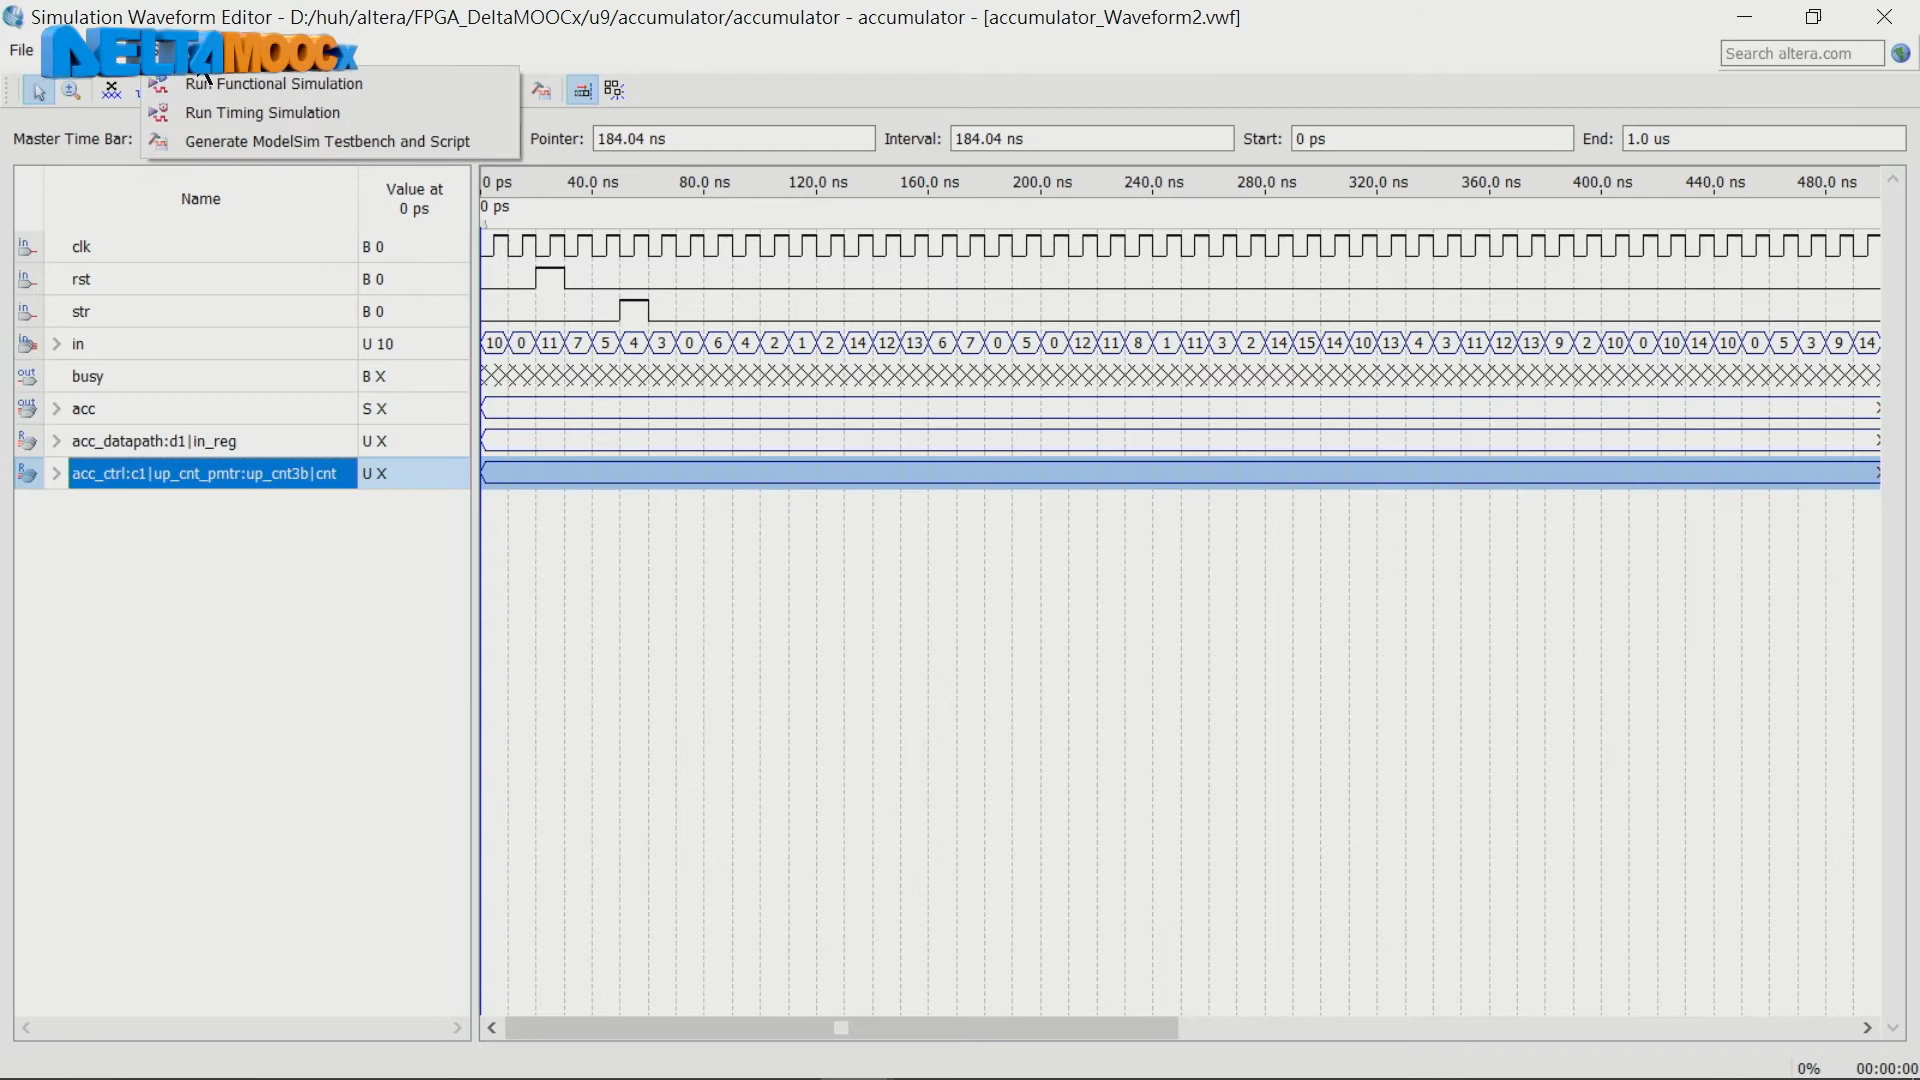 Simulation Waveform Editor - D:/huh/altera/FPGA_DeltaMOOCx/u9/accumulator/accumulator - accumulator - [accumulator_Waveform2.vwf]
File
DELTAMOOCx
Search altera.com
Run Functional Simulation
Run Timing Simulation
Generate ModelSim Testbench and Script
Master Time Bar:
Pointer: 184.04 ns
Interval: 184.04 ns
Start: 0 ps
End: 1.0 us
Name
Value at
0 ps
0 ps 40.0 ns 80.0 ns 120.0 ns 160.0 ns 200.0 ns 240.0 ns 280.0 ns 320.0 ns 360.0 ns 400.0 ns 440.0 ns 480.0 ns
0 ps
in clk B 0
in rst B 0
in str B 0
in > in U 10 10 0 11 7 5 4 3 0 6 4 2 1 2 14 12 13 6 7 0 5 0 12 11 8 1 11 3 2 14 15 14 10 13 4 3 11 12 13 9 2 10 0 10 14 10 0 5 3 9 14
out busy B X
out > acc S X
R > acc_datapath:d1|in_reg U X
R > acc_ctrl:c1|up_cnt_pmtr:up_cnt3b|cnt U X
0% 00:00:00